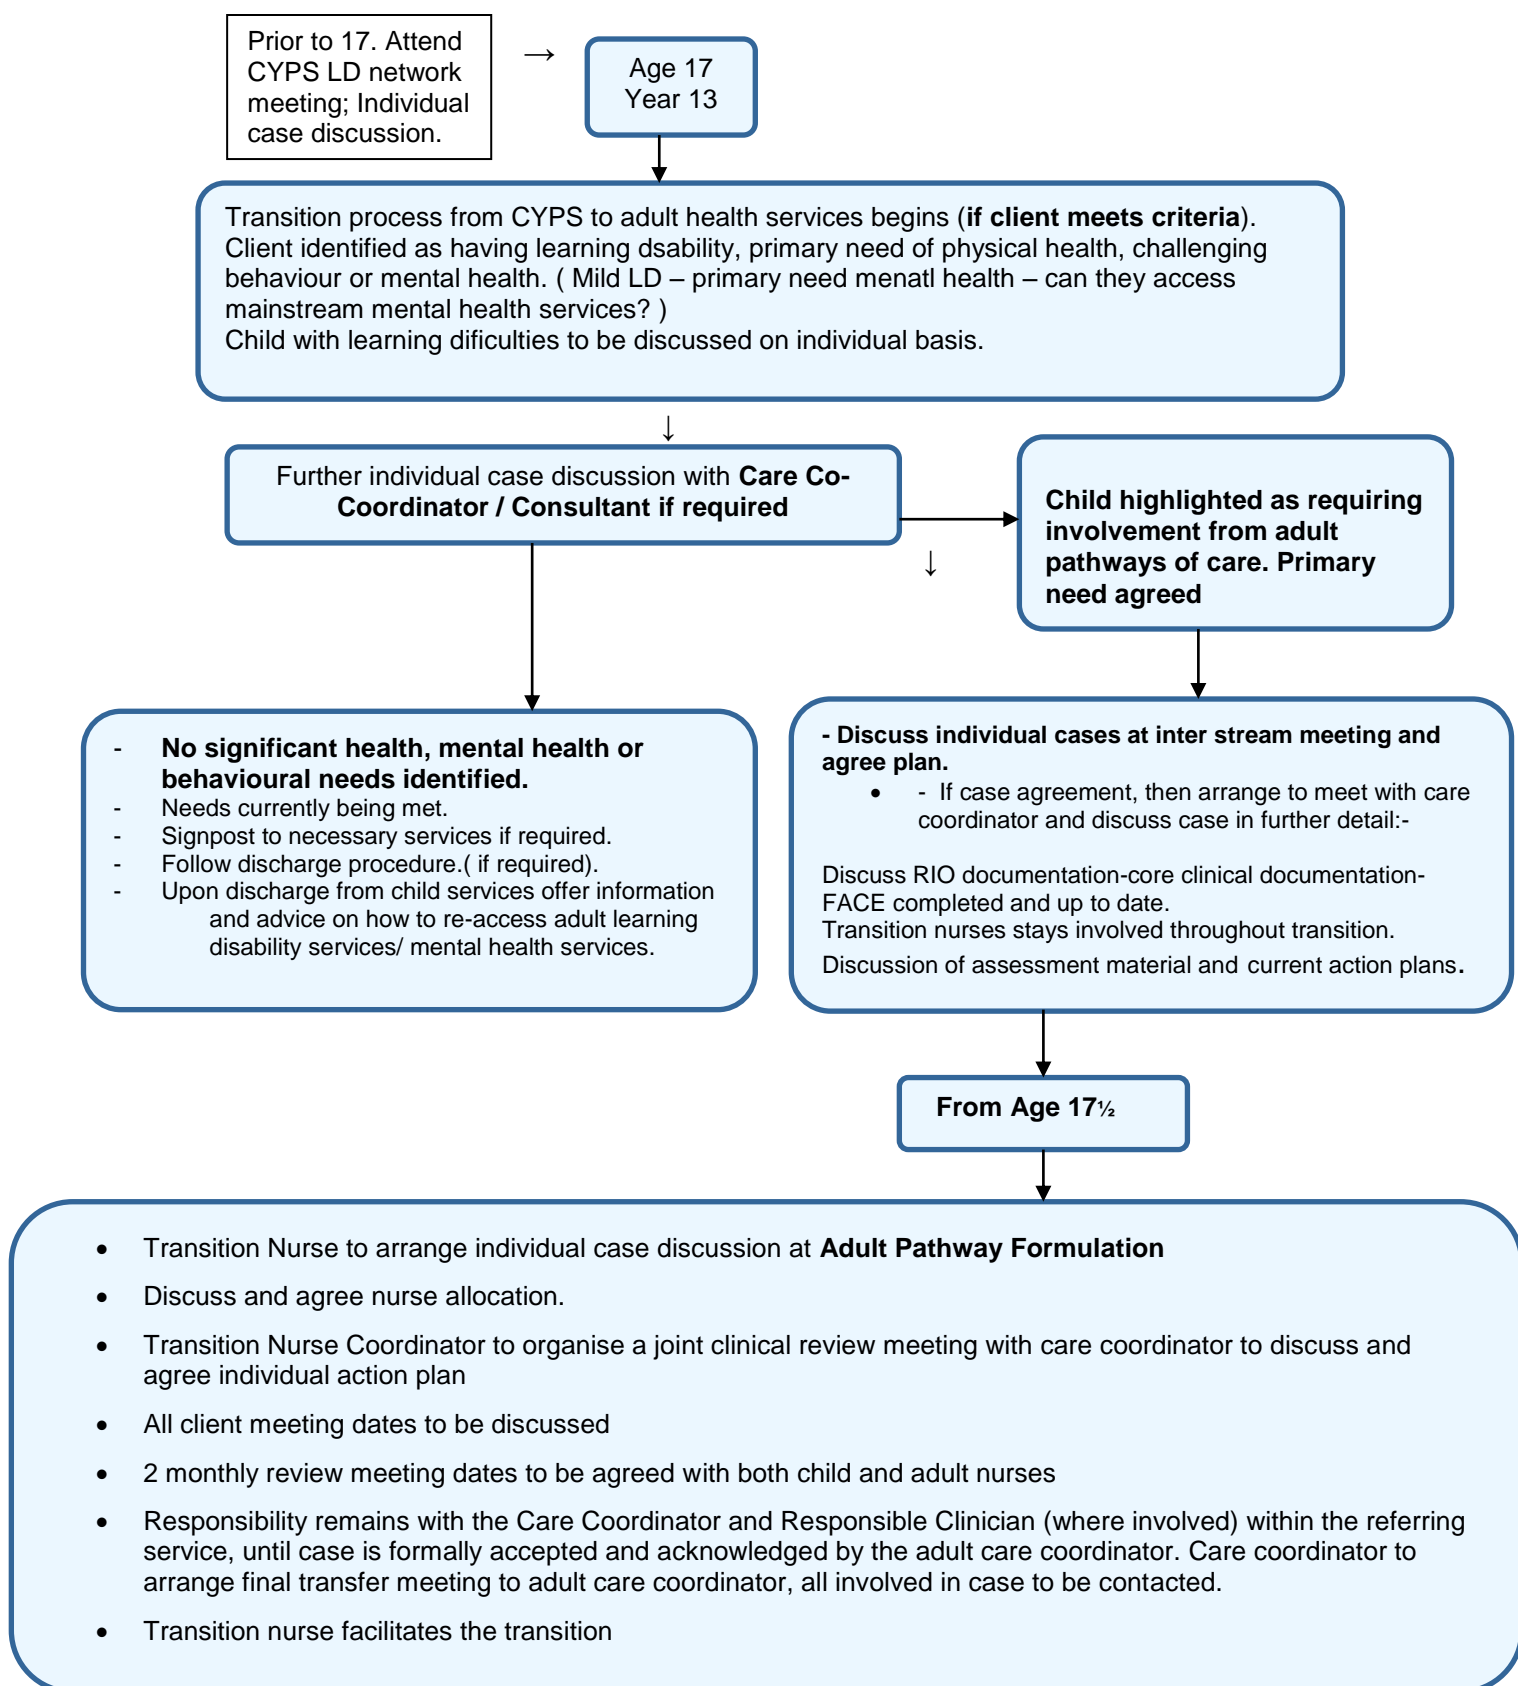 Prior to 17. Attend
CYPS LD network
meeting; Individual
case discussion.
→
Age 17
Year 13
Transition process from CYPS to adult health services begins (if client meets criteria).
Client identified as having learning dsability, primary need of physical health, challenging
behaviour or mental health. ( Mild LD – primary need menatl health – can they access
mainstream mental health services? )
Child with learning dificulties to be discussed on individual basis.
↓
Further individual case discussion with Care Co-
Coordinator / Consultant if required
↓
Child highlighted as requiring
involvement from adult
pathways of care. Primary
need agreed
- No significant health, mental health or
behavioural needs identified.
- Needs currently being met.
- Signpost to necessary services if required.
- Follow discharge procedure.( if required).
- Upon discharge from child services offer information
and advice on how to re-access adult learning
disability services/ mental health services.
- Discuss individual cases at inter stream meeting and
agree plan.
• - If case agreement, then arrange to meet with care
coordinator and discuss case in further detail:-
Discuss RIO documentation-core clinical documentation-
FACE completed and up to date.
Transition nurses stays involved throughout transition.
Discussion of assessment material and current action plans.
From Age 17½
• Transition Nurse to arrange individual case discussion at Adult Pathway Formulation
• Discuss and agree nurse allocation.
• Transition Nurse Coordinator to organise a joint clinical review meeting with care coordinator to discuss and
agree individual action plan
• All client meeting dates to be discussed
• 2 monthly review meeting dates to be agreed with both child and adult nurses
• Responsibility remains with the Care Coordinator and Responsible Clinician (where involved) within the referring
service, until case is formally accepted and acknowledged by the adult care coordinator. Care coordinator to
arrange final transfer meeting to adult care coordinator, all involved in case to be contacted.
• Transition nurse facilitates the transition